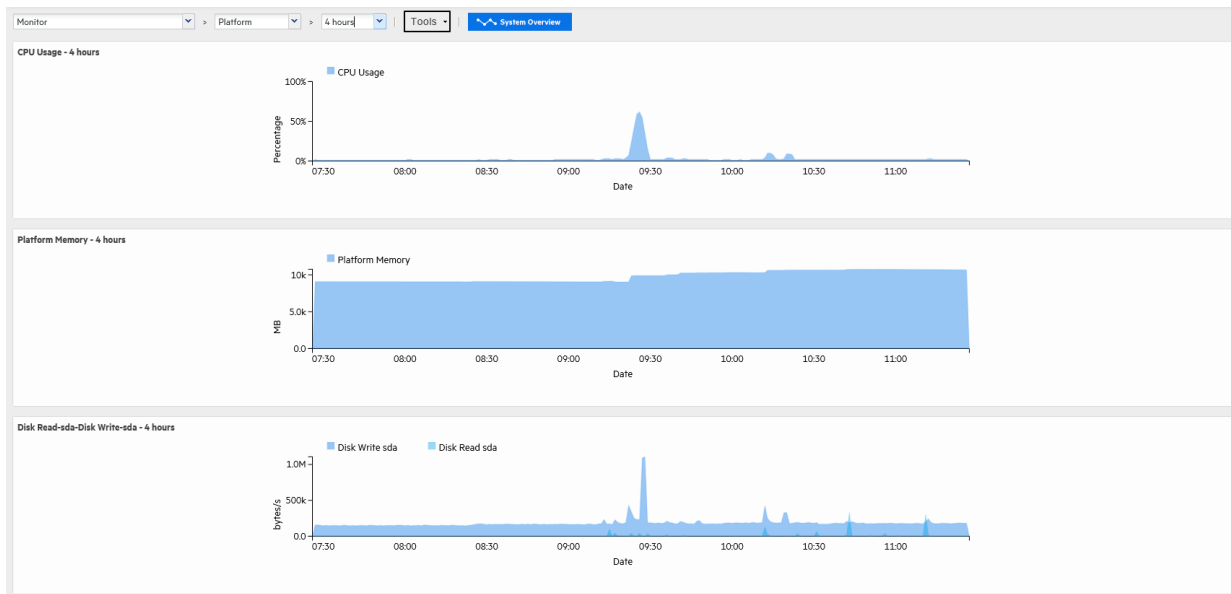 Monitor > Platform > 4 hours | Tools | System Overview
CPU Usage - 4 hours
CPU Usage
100%
50%
0%
Percentage
07:30 08:00 08:30 09:00 09:30 10:00 10:30 11:00
Date
Platform Memory - 4 hours
Platform Memory
10k
5.0k
0.0
MB
07:30 08:00 08:30 09:00 09:30 10:00 10:30 11:00
Date
Disk Read-sda-Disk Write-sda - 4 hours
Disk Write sda Disk Read sda
1.0M
500k
0.0
bytes/s
07:30 08:00 08:30 09:00 09:30 10:00 10:30 11:00
Date